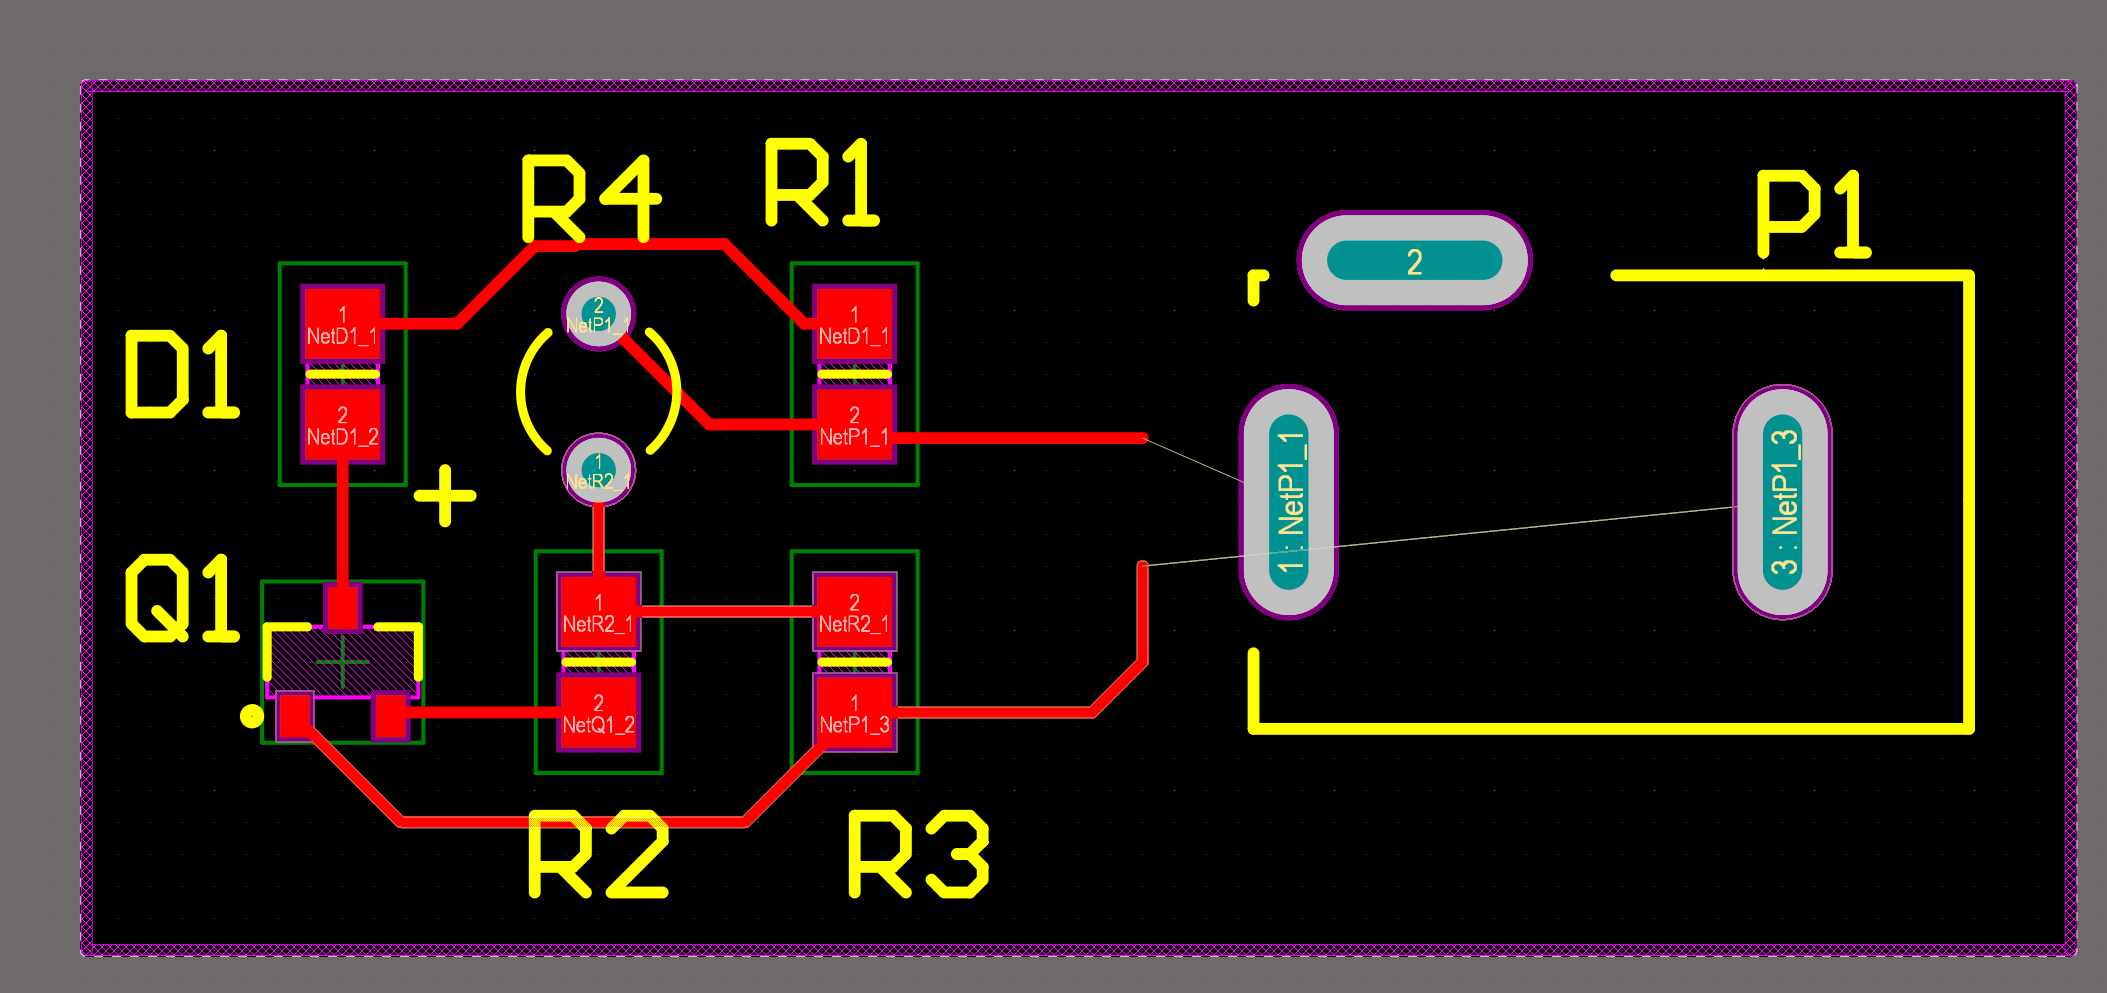 R4
R1
P1
2
D1
1
NetD1_1
2
NetP1_1
1
NetD1_1
2
NetD1_2
1
NetR2_1
2
NetP1_1
1 : NetP1_1
3 : NetP1_3
+
Q1
1
NetR2_1
2
NetR2_1
2
NetQ1_2
1
NetP1_3
R2
R3